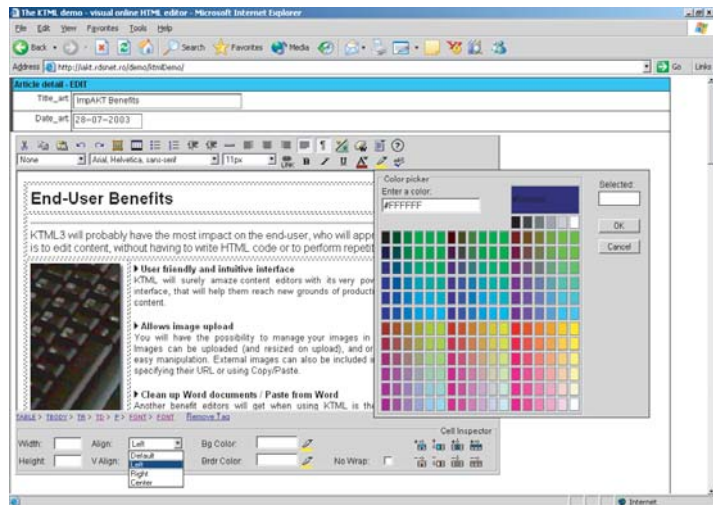 The KTML demo - visual online HTML editor - Microsoft Internet Explorer
File Edit View Favorites Tools Help
Back Search Favorites Media
Address http://iakt.rdsnet.ro/demo/ktmlDemo/ Go Links
Article detail - EDIT
Title_art ImpAKT Benefits
Date_art 28-07-2003
None Arial, Helvetica, sans-serif 11px B I U
Color picker
Enter a color: Selected:
#FFFFFF
OK
Cancel
End-User Benefits
KTML3 will probably have the most impact on the end-user, who will appr
is to edit content, without having to write HTML code or to perform repetit
User friendly and intuitive interface
KTML will surely amaze content editors with its very pow
interface, that will help them reach new grounds of producti
content.
Allows image upload
You will have the possibility to manage your images in
Images can be uploaded (and resized on upload), and or
easy manipulation. External images can also be included i
specifying their URL or using Copy/Paste.
Clean up Word documents / Paste from Word
Another benefit editors will get when using KTML is the
TABLE > TBODY > TR > TD > P > FONT > FONT Remove Tag
Cell Inspector
Width: Align: Left Bg Color:
Height: V Align: Brdr Color: No Wrap:
Default
Left
Right
Center
Internet